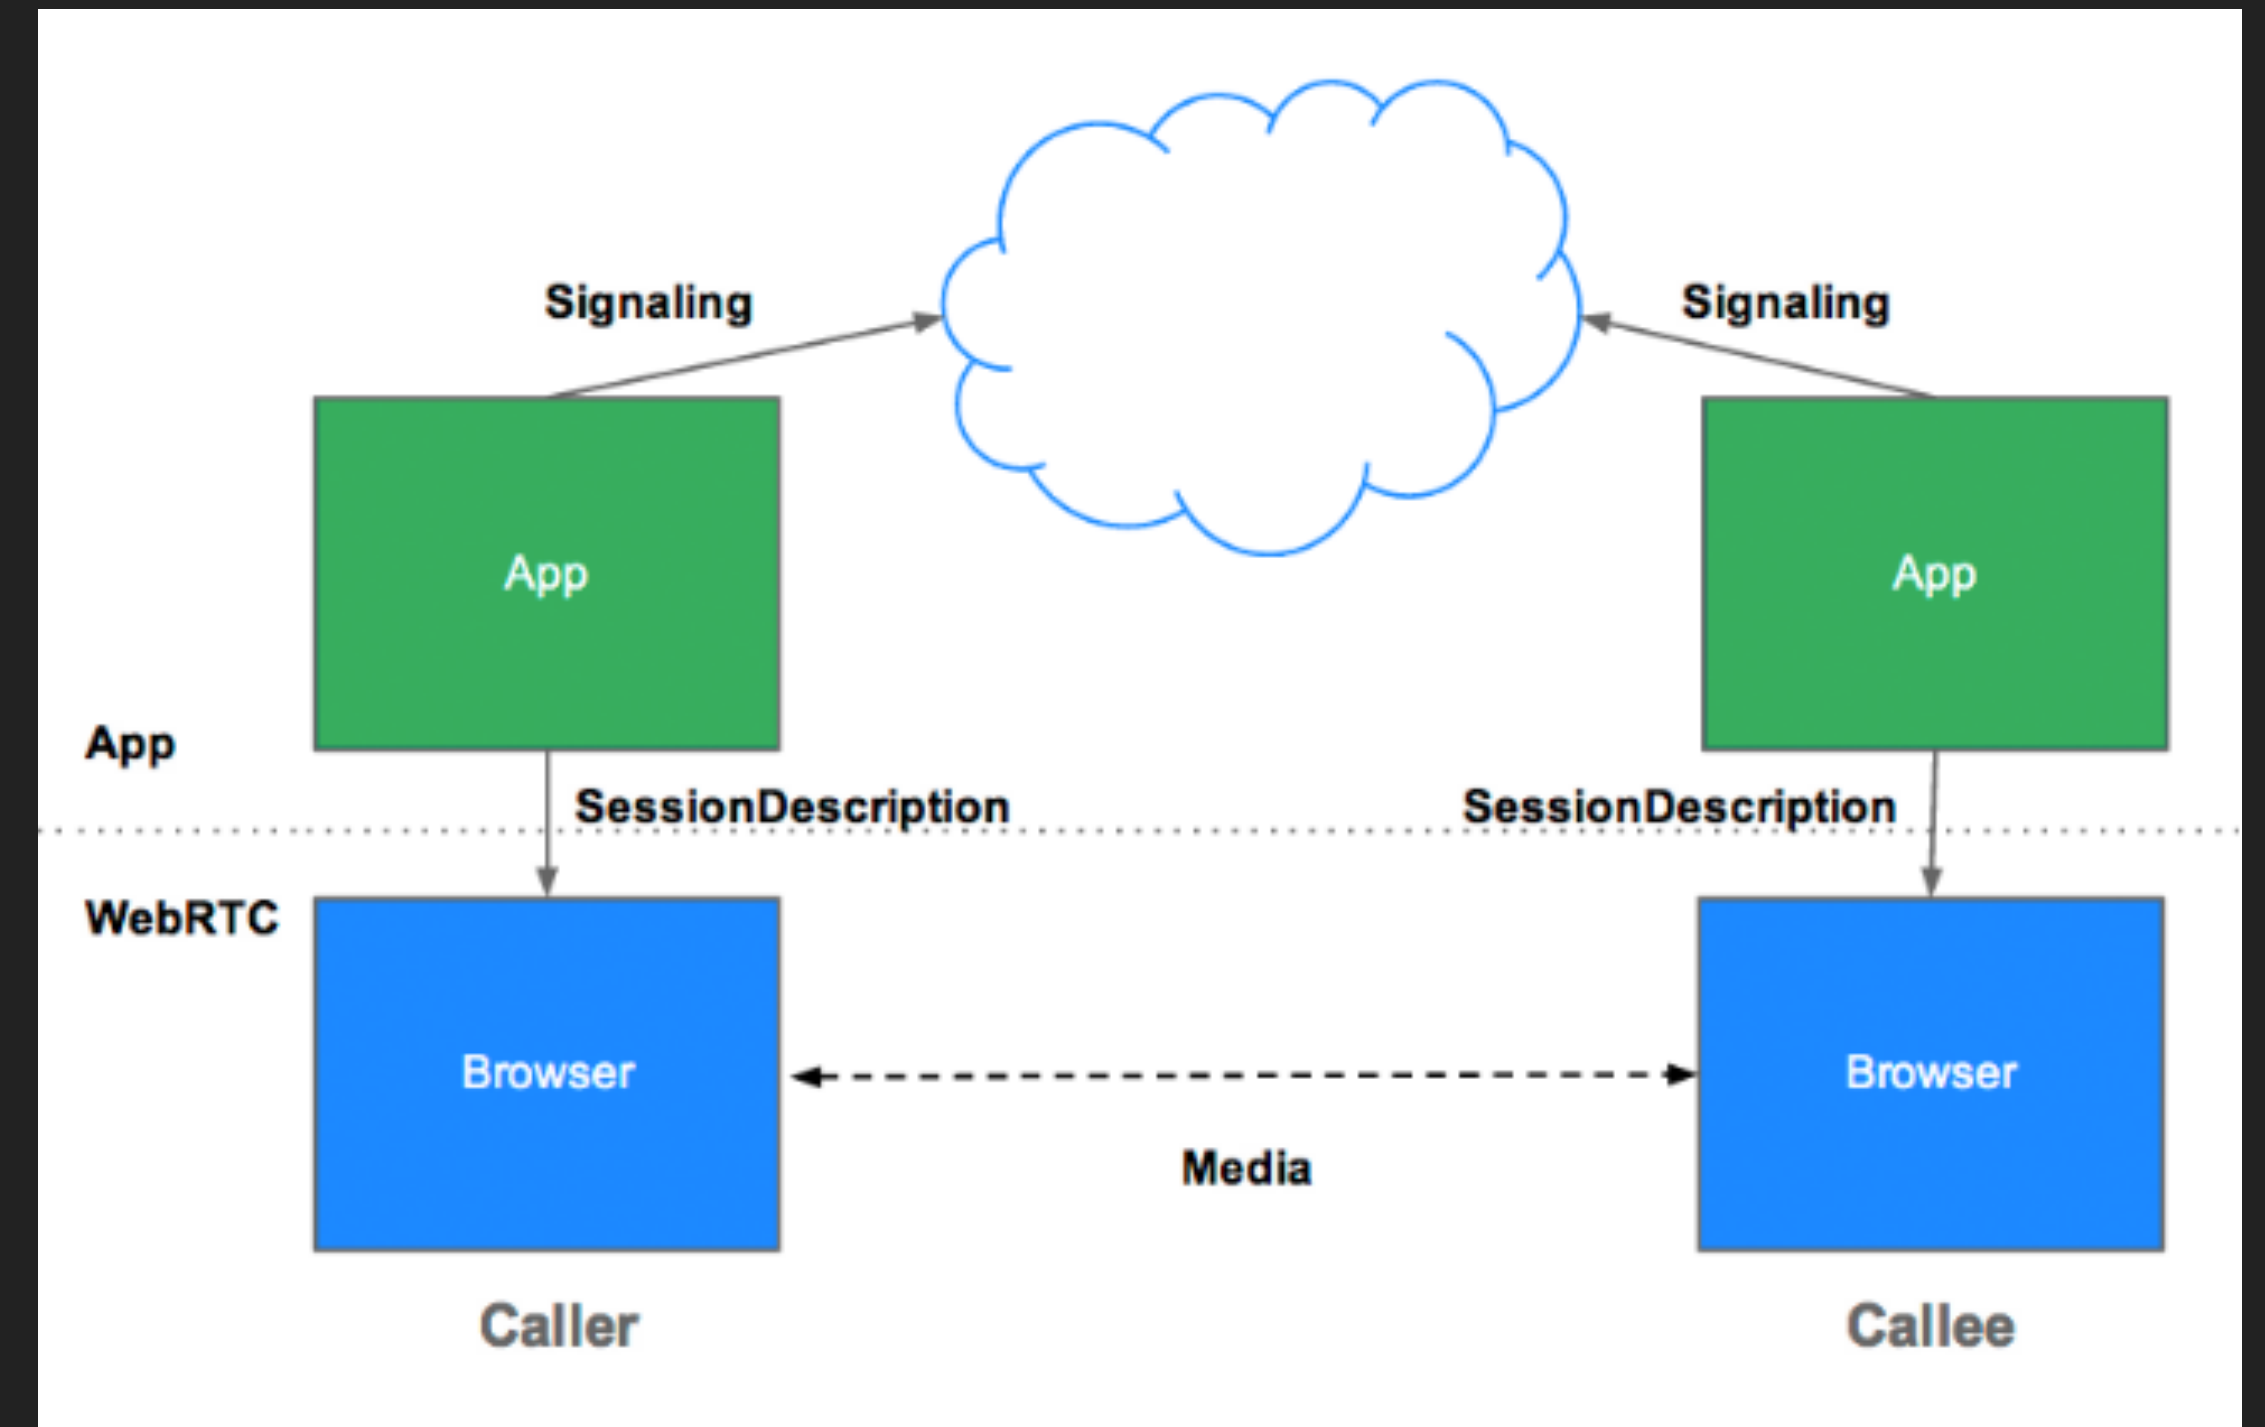 Signaling
Signaling
App
App
App
SessionDescription
SessionDescription
WebRTC
Browser
Browser
Media
Caller
Callee